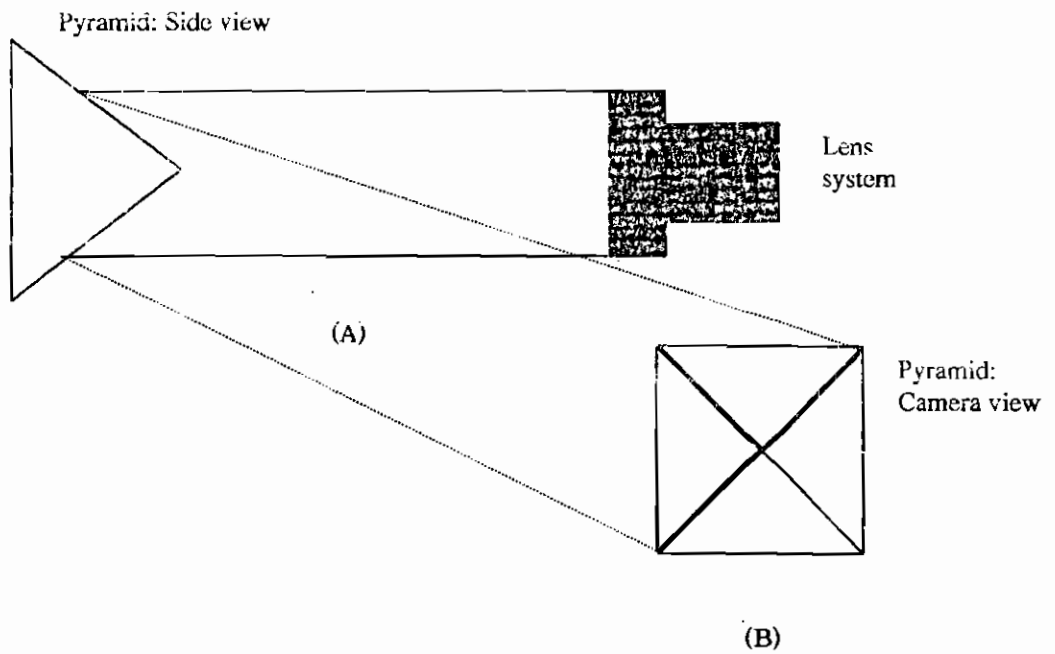 Pyramid: Side view
Lens
system
(A)
Pyramid:
Camera view
(B)